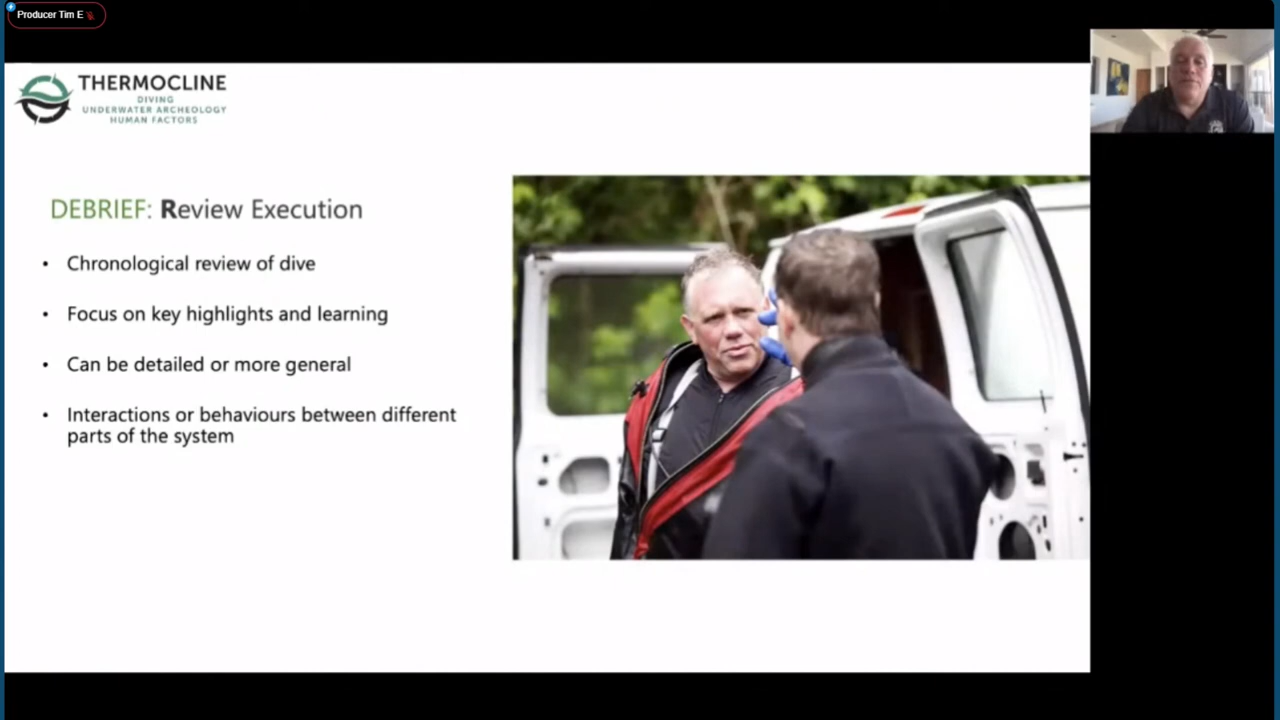 Producer Tim E
THERMOCLINE
DIVING
UNDERWATER ARCHEOLOGY
HUMAN FACTORS
DEBRIEF: Review Execution
• Chronological review of dive
• Focus on key highlights and learning
• Can be detailed or more general
• Interactions or behaviours between different
parts of the system